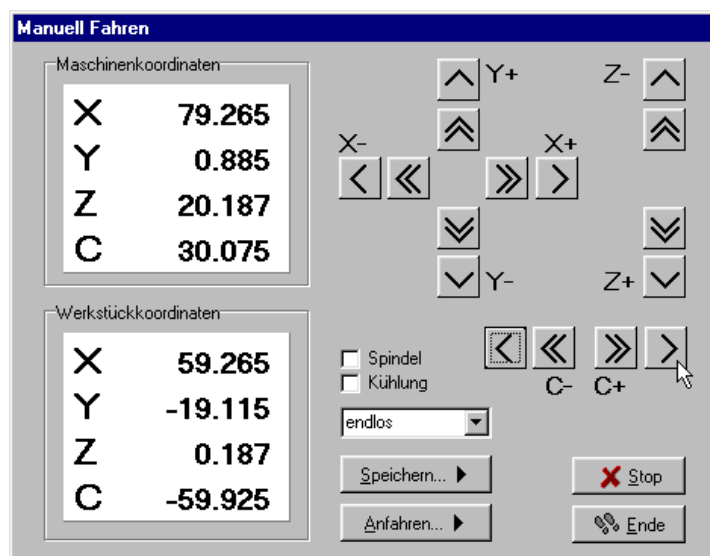 Manuell Fahren
Maschinenkoordinaten
X 79.265
Y 0.885
Z 20.187
C 30.075
Werkstückkoordinaten
X 59.265
Y -19.115
Z 0.187
C -59.925
Y+
Z-
X-
X+
Y-
Z+
C- C+
Spindel
Kühlung
endlos
Speichern...
Anfahren...
Stop
Ende